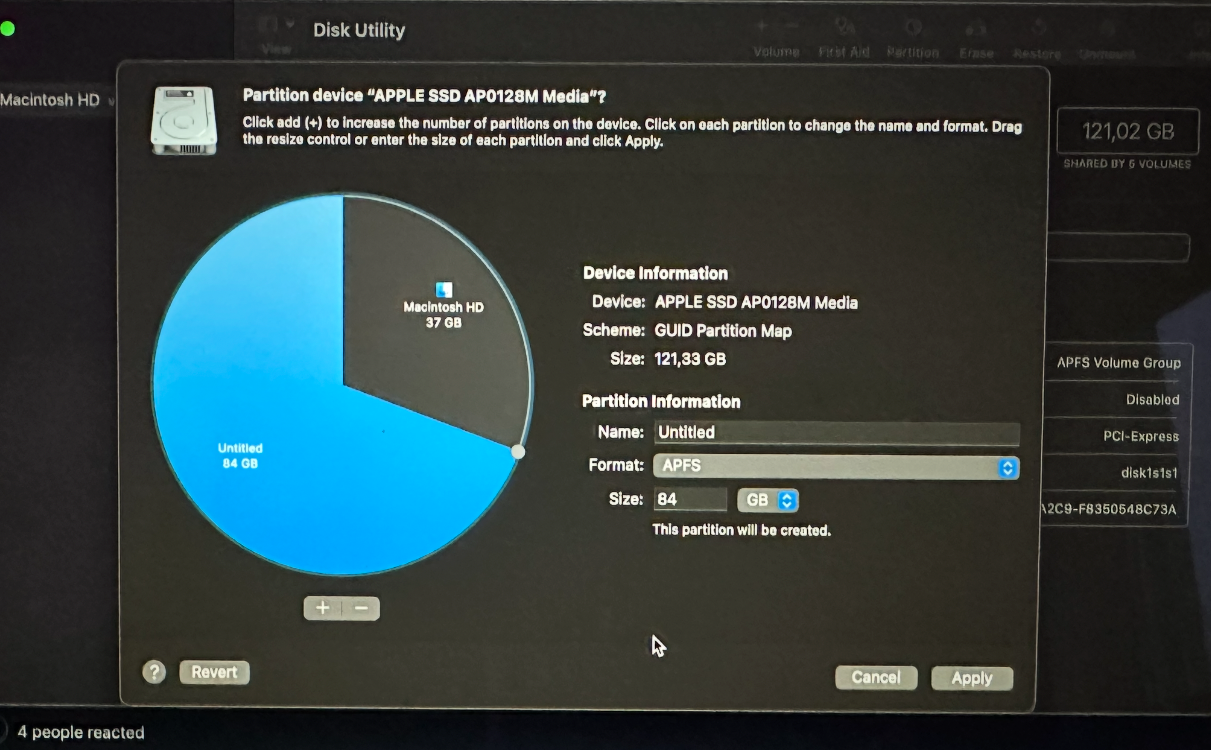 Disk Utility
View
Volume
First Aid
Partition
Erase
Restore
Unmount
Macintosh HD
Partition device “APPLE SSD AP0128M Media”?
Click add (+) to increase the number of partitions on the device. Click on each partition to change the name and format. Drag
the resize control or enter the size of each partition and click Apply.
121,02 GB
SHARED BY 6 VOLUMES
Macintosh HD
37 GB
Untitled
84 GB
Device Information
Device: APPLE SSD AP0128M Media
Scheme: GUID Partition Map
Size: 121,33 GB
Partition Information
Name: Untitled
Format: APFS
Size: 84 GB
This partition will be created.
APFS Volume Group
Disabled
PCI-Express
disk1s1s1
A2C9-F8350548C73A
+ −
? Revert
Cancel
Apply
4 people reacted